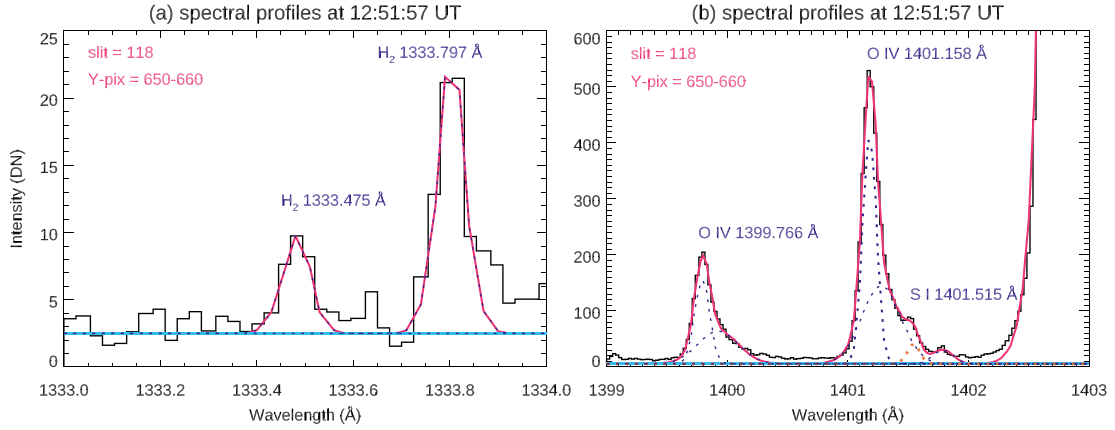 (a) spectral profiles at 12:51:57 UT
slit = 118
Y-pix = 650-660
H2 1333.797 Å
H2 1333.475 Å
Intensity (DN)
25
20
15
10
5
0
1333.0 1333.2 1333.4 1333.6 1333.8 1334.0
Wavelength (Å)
(b) spectral profiles at 12:51:57 UT
slit = 118
Y-pix = 650-660
O IV 1401.158 Å
O IV 1399.766 Å
S I 1401.515 Å
600
500
400
300
200
100
0
1399 1400 1401 1402 1403
Wavelength (Å)